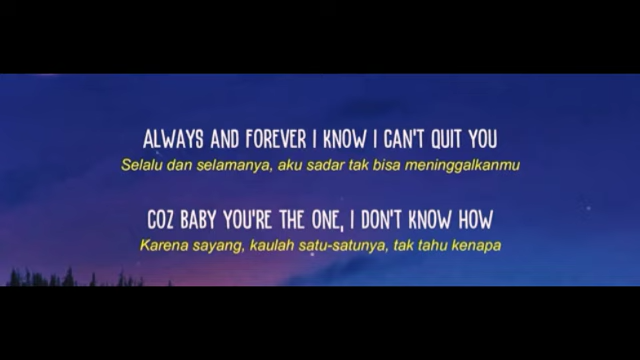 ALWAYS AND FOREVER I KNOW I CAN'T QUIT YOU
Selalu dan selamanya, aku sadar tak bisa meninggalkanmu
COZ BABY YOU'RE THE ONE, I DON'T KNOW HOW
Karena sayang, kaulah satu-satunya, tak tahu kenapa